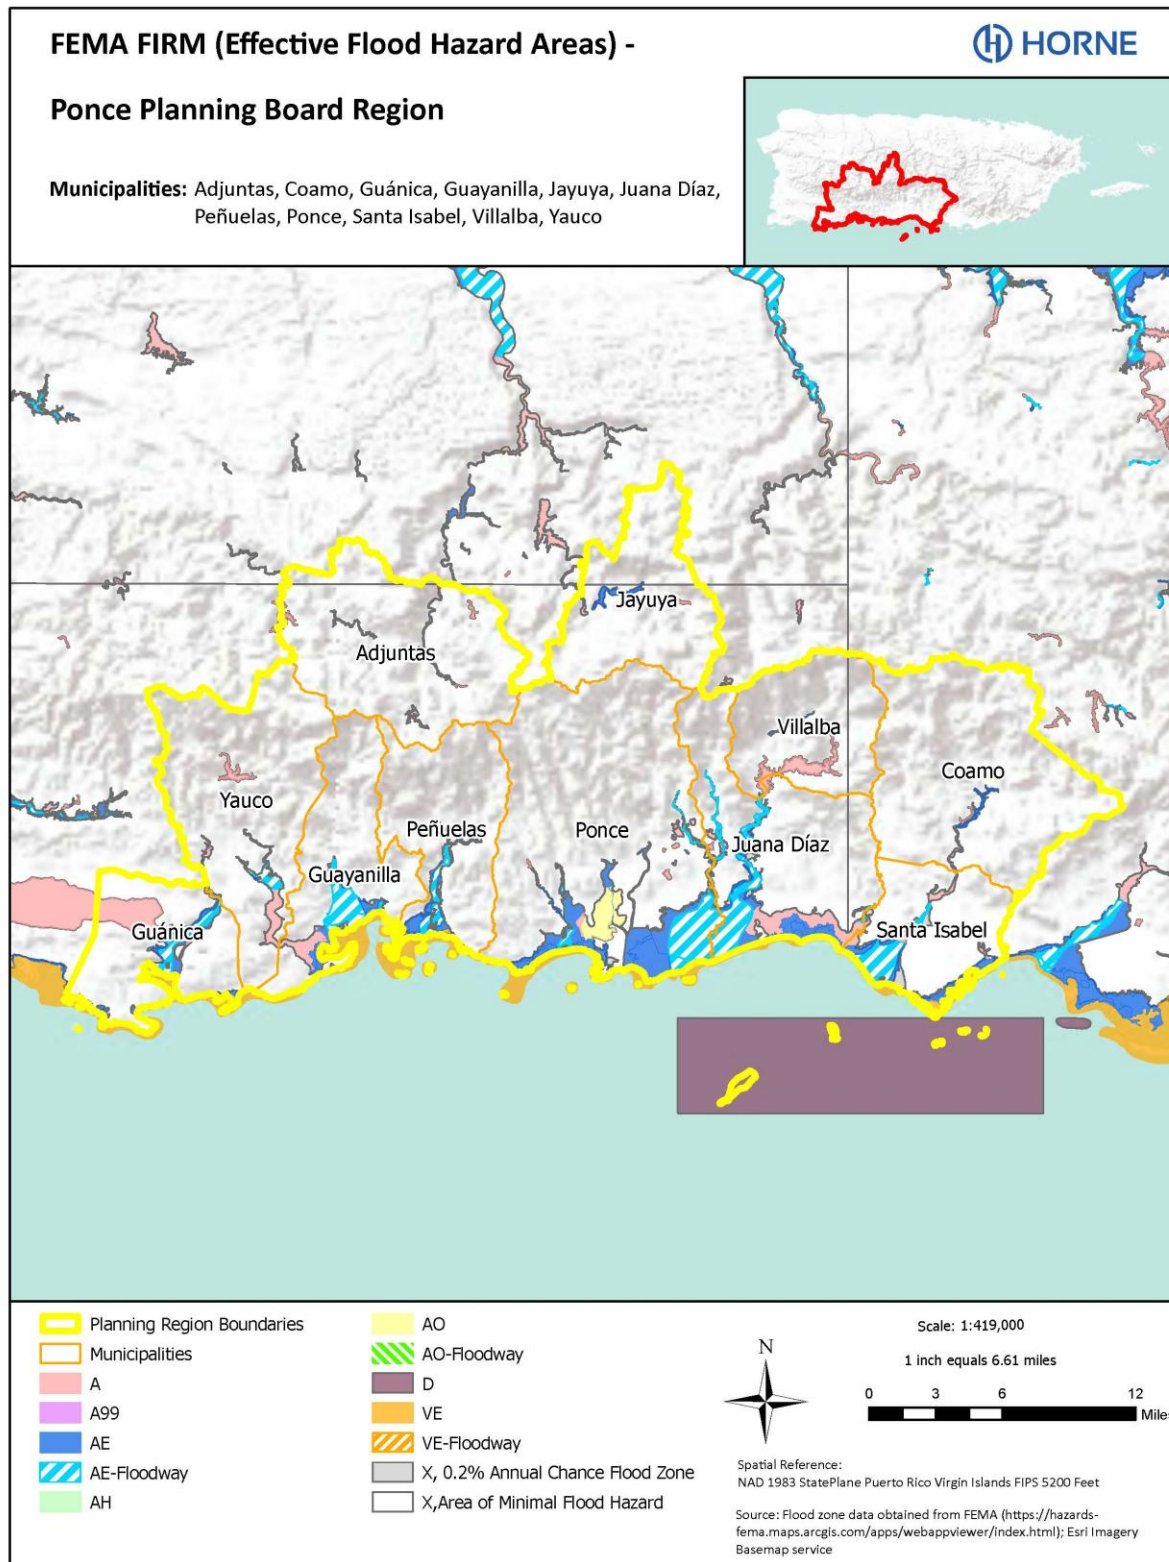 FEMA FIRM (Effective Flood Hazard Areas) -
HORNE
Ponce Planning Board Region
Municipalities: Adjuntas, Coamo, Guánica, Guayanilla, Jayuya, Juana Díaz,
Peñuelas, Ponce, Santa Isabel, Villalba, Yauco
Jayuya
Adjuntas
Villalba
Coamo
Yauco
Peñuelas
Ponce
Juana Díaz
Guayanilla
Guánica
Santa Isabel
Planning Region Boundaries
Municipalities
A
A99
AE
AE-Floodway
AH
AO
AO-Floodway
D
VE
VE-Floodway
X, 0.2% Annual Chance Flood Zone
X,Area of Minimal Flood Hazard
N
Scale: 1:419,000
1 inch equals 6.61 miles
0 3 6 12
Miles
Spatial Reference:
NAD 1983 StatePlane Puerto Rico Virgin Islands FIPS 5200 Feet
Source: Flood zone data obtained from FEMA (https://hazards-
fema.maps.arcgis.com/apps/webappviewer/index.html); Esri Imagery
Basemap service